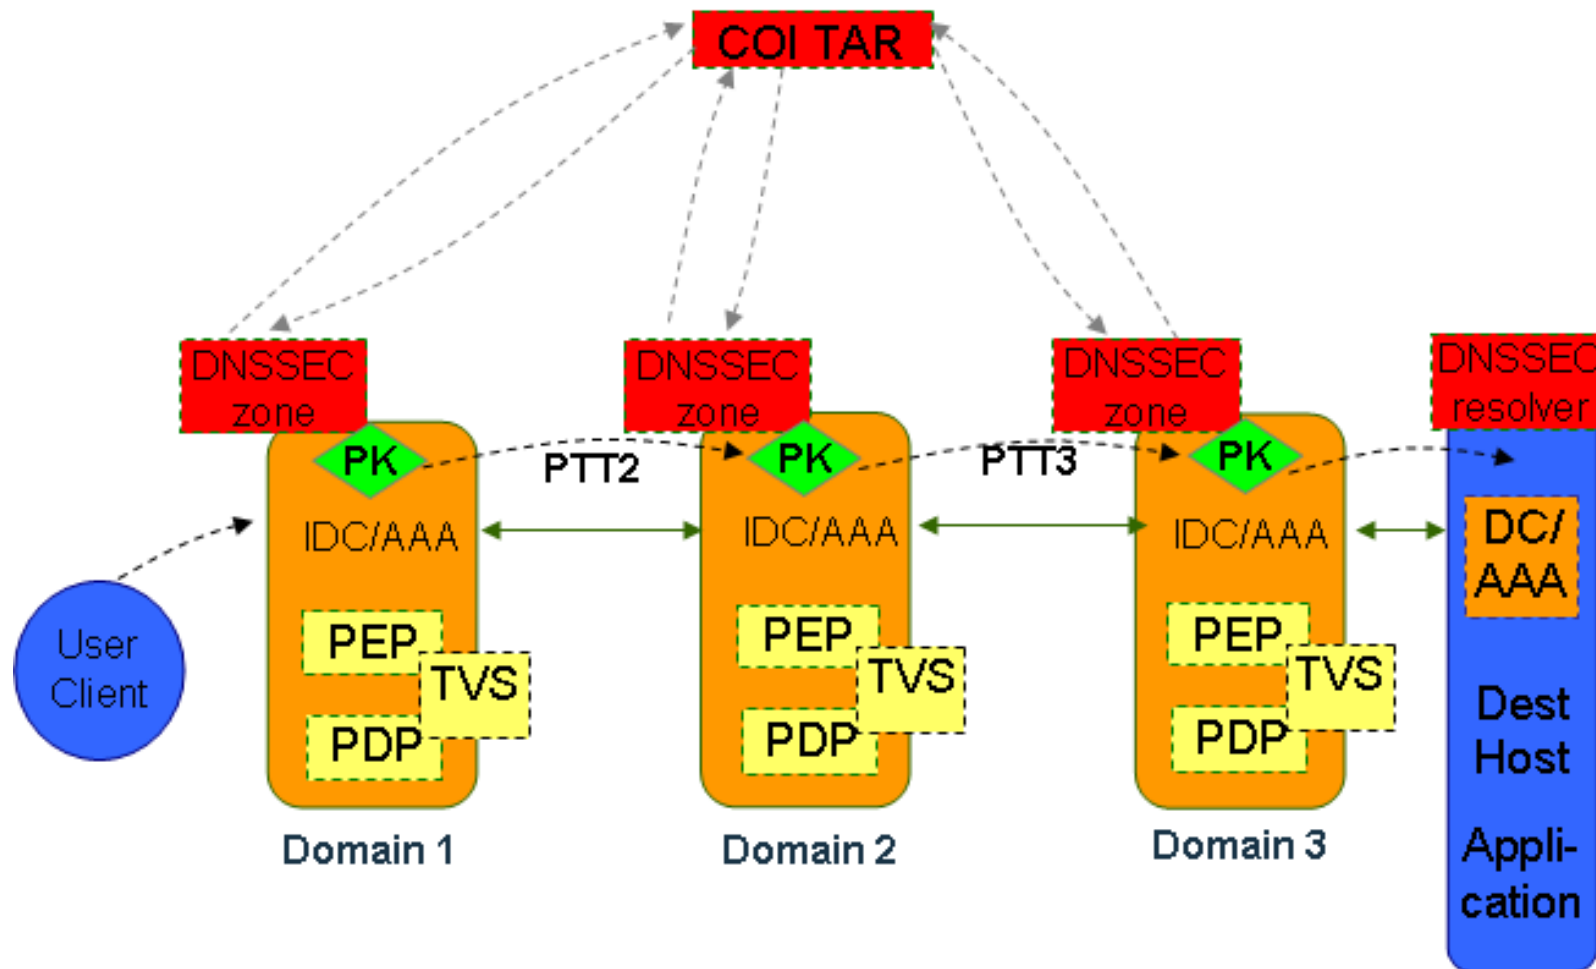 COI TAR
DNSSEC
zone
DNSSEC
zone
DNSSEC
zone
DNSSEC
resolver
PK
PTT2
PK
PTT3
PK
IDC/AAA
IDC/AAA
IDC/AAA
DC/
AAA
User
Client
PEP
TVS
PDP
PEP
TVS
PDP
PEP
TVS
PDP
Dest
Host
Appli-
cation
Domain 1
Domain 2
Domain 3